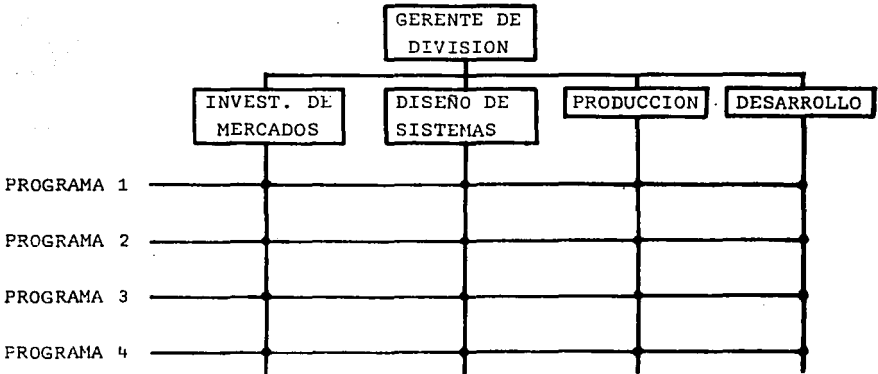 GERENTE DE
DIVISION
INVEST. DE
MERCADOS
DISEÑO DE
SISTEMAS
PRODUCCION
DESARROLLO
PROGRAMA 1
PROGRAMA 2
PROGRAMA 3
PROGRAMA 4